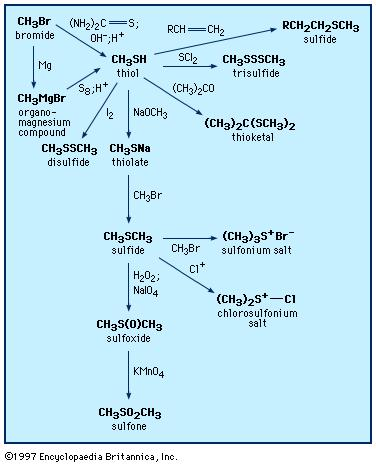 CH3Br
bromide
(NH2)2C=S;
OH⁻;H⁺
RCH=CH2
RCH2CH2SCH3
sulfide
Mg
CH3SH
thiol
SCl2
CH3SSSCH3
trisulfide
CH3MgBr
organo-
magnesium
compound
S8;H⁺
I2
NaOCH3
(CH3)2CO
(CH3)2C(SCH3)2
thioketal
CH3SSCH3
disulfide
CH3SNa
thiolate
CH3Br
CH3SCH3
sulfide
CH3Br
(CH3)3S⁺Br⁻
sulfonium salt
H2O2;
NaIO4
Cl⁺
(CH3)2S⁺—Cl
chlorosulfonium
salt
CH3S(O)CH3
sulfoxide
KMnO4
CH3SO2CH3
sulfone
©1997 Encyclopaedia Britannica, Inc.